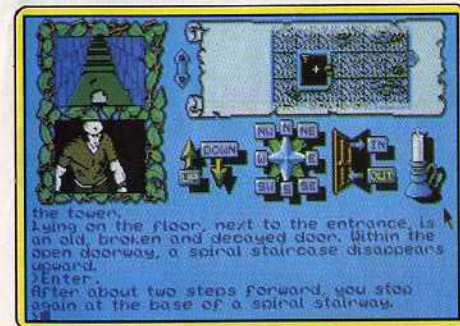 UP
DOWN
NW N NE
W E
SW S SE
IN
OUT
the tower.
Lying on the floor, next to the entrance, is
an old, broken and decayed door. Within the
open doorway, a spiral staircase disappears
upward.
>Enter.
After about two steps forward, you stop
again at the base of a spiral stairway.
>